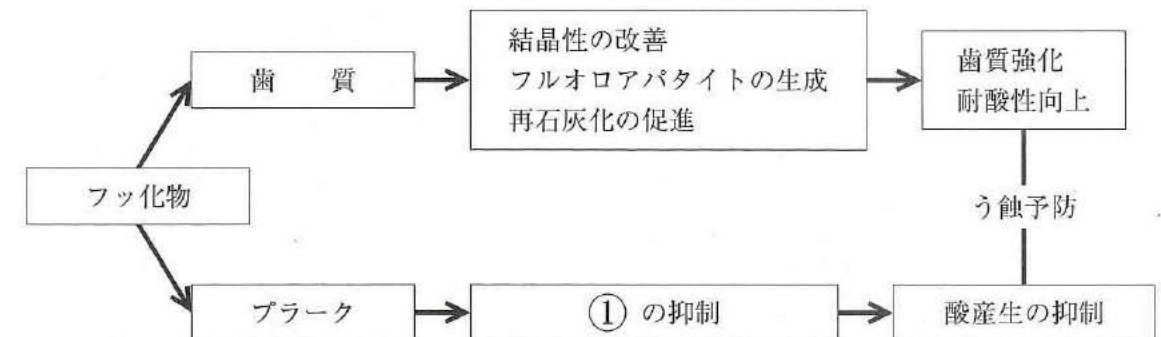 結晶性の改善
フルオロアパタイトの生成
再石灰化の促進
歯質
歯質強化
耐酸性向上
フッ化物
う蝕予防
プラーク
①の抑制
酸産生の抑制